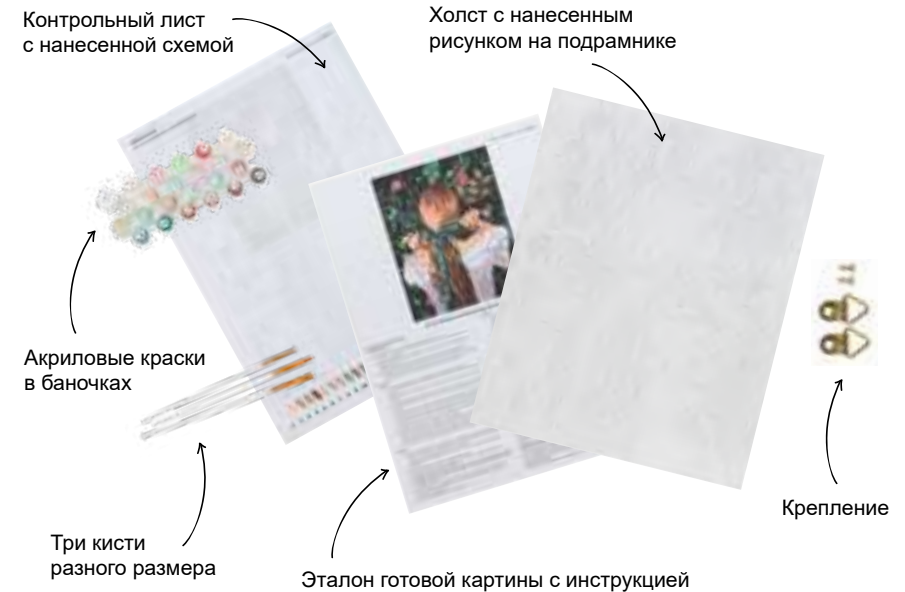 Контрольный лист
с нанесенной схемой
Холст с нанесенным
рисунком на подрамнике
Акриловые краски
в баночках
Три кисти
разного размера
Эталон готовой картины с инструкцией
Крепление